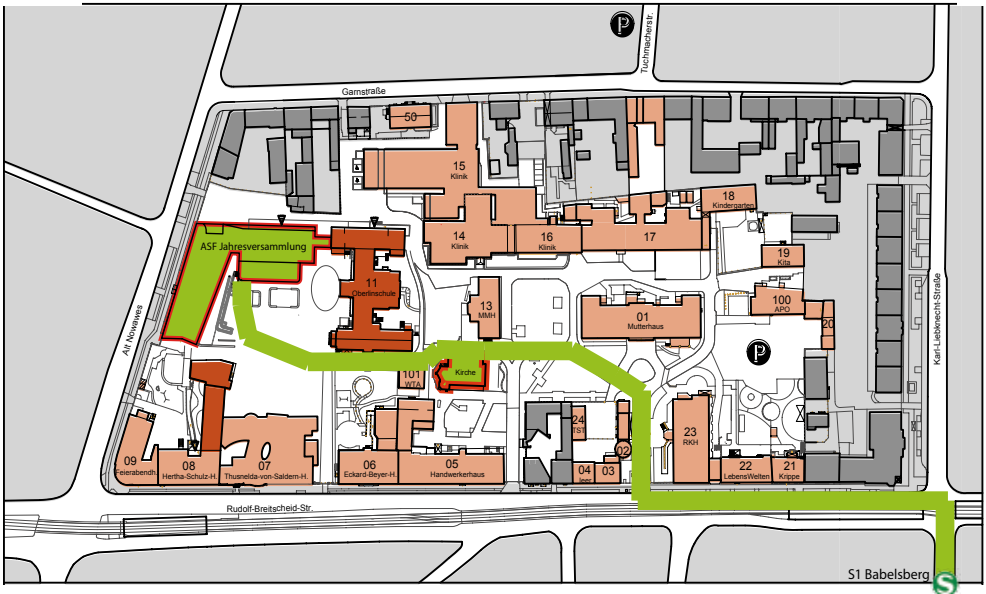 P
Tuchmacherstr.
Garnstraße
50
15
Klinik
18
Kindergarten
14
Klinik
16
Klinik
17
ASF Jahresversammlung
19
Kita
11
Oberlinschule
13
MMH
01
Mutterhaus
100
APO
20
Alt Nowawes
Karl-Liebknecht-Straße
P
Kirche
101
WTA
24
TST
23
RKH
02
09
Feierabendh.
08
Hertha-Schulz-H.
07
Thusnelda-von-Saldern-H.
06
Eckard-Beyer-H.
05
Handwerkerhaus
04
leer
03
22
LebensWelten
21
Krippe
Rudolf-Breitscheid-Str.
S1 Babelsberg
S